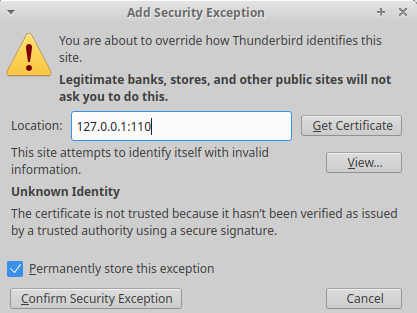 Add Security Exception
You are about to override how Thunderbird identifies this
site.
Legitimate banks, stores, and other public sites will not
ask you to do this.
Location: 127.0.0.1:110 Get Certificate
This site attempts to identify itself with invalid
information.
View...
Unknown Identity
The certificate is not trusted because it hasn't been verified as issued
by a trusted authority using a secure signature.
Permanently store this exception
Confirm Security Exception Cancel